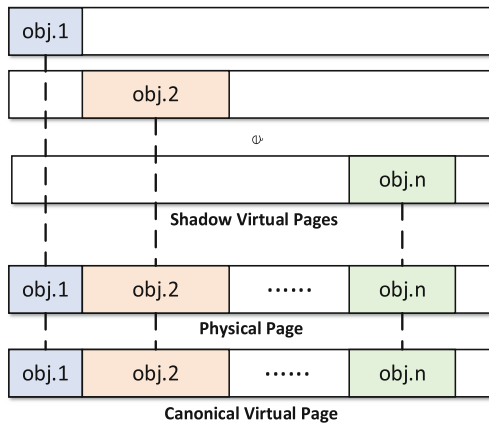 obj.1
obj.2
obj.n
Shadow Virtual Pages
obj.1 obj.2 ...... obj.n
Physical Page
obj.1 obj.2 ...... obj.n
Canonical Virtual Page